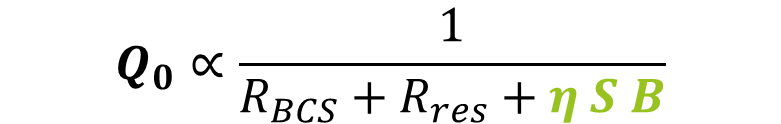 Q₀ ∝ 1 / (R_BCS + R_res + η S B)